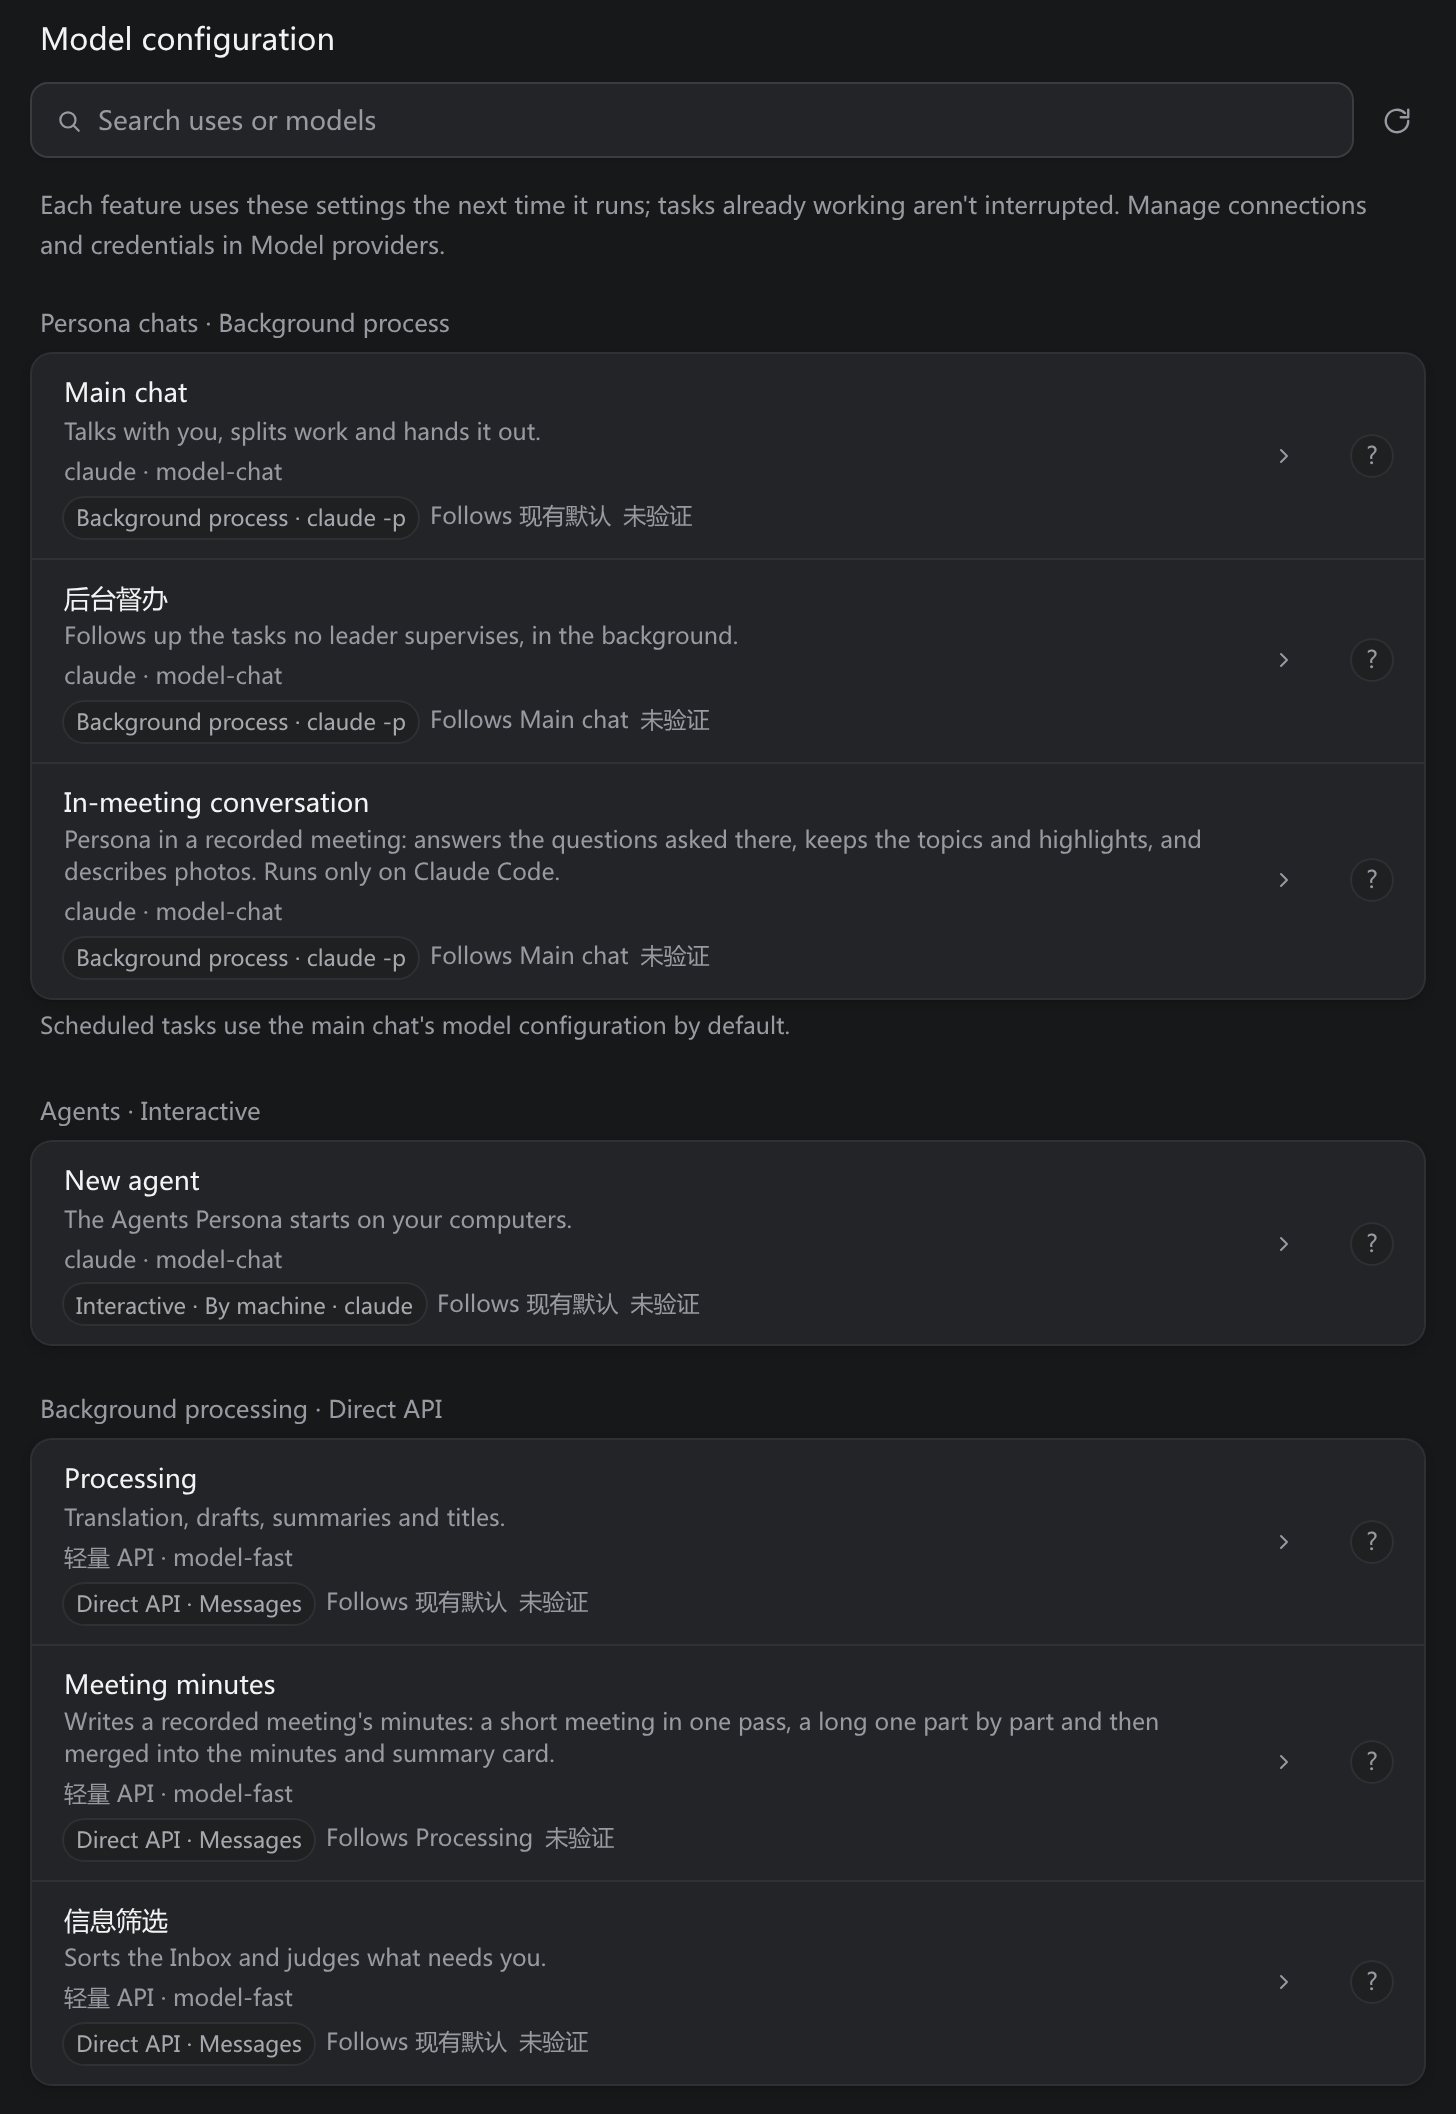 Model configuration
Search uses or models
Each feature uses these settings the next time it runs; tasks already working aren't interrupted. Manage connections
and credentials in Model providers.
Persona chats · Background process
Main chat
Talks with you, splits work and hands it out.
claude · model-chat
Background process · claude -p Follows 现有默认 未验证
?
后台督办
Follows up the tasks no leader supervises, in the background.
claude · model-chat
Background process · claude -p Follows Main chat 未验证
?
In-meeting conversation
Persona in a recorded meeting: answers the questions asked there, keeps the topics and highlights, and
describes photos. Runs only on Claude Code.
claude · model-chat
Background process · claude -p Follows Main chat 未验证
?
Scheduled tasks use the main chat's model configuration by default.
Agents · Interactive
New agent
The Agents Persona starts on your computers.
claude · model-chat
Interactive · By machine · claude Follows 现有默认 未验证
?
Background processing · Direct API
Processing
Translation, drafts, summaries and titles.
轻量 API · model-fast
Direct API · Messages Follows 现有默认 未验证
?
Meeting minutes
Writes a recorded meeting's minutes: a short meeting in one pass, a long one part by part and then
merged into the minutes and summary card.
轻量 API · model-fast
Direct API · Messages Follows Processing 未验证
?
信息筛选
Sorts the Inbox and judges what needs you.
轻量 API · model-fast
Direct API · Messages Follows 现有默认 未验证
?